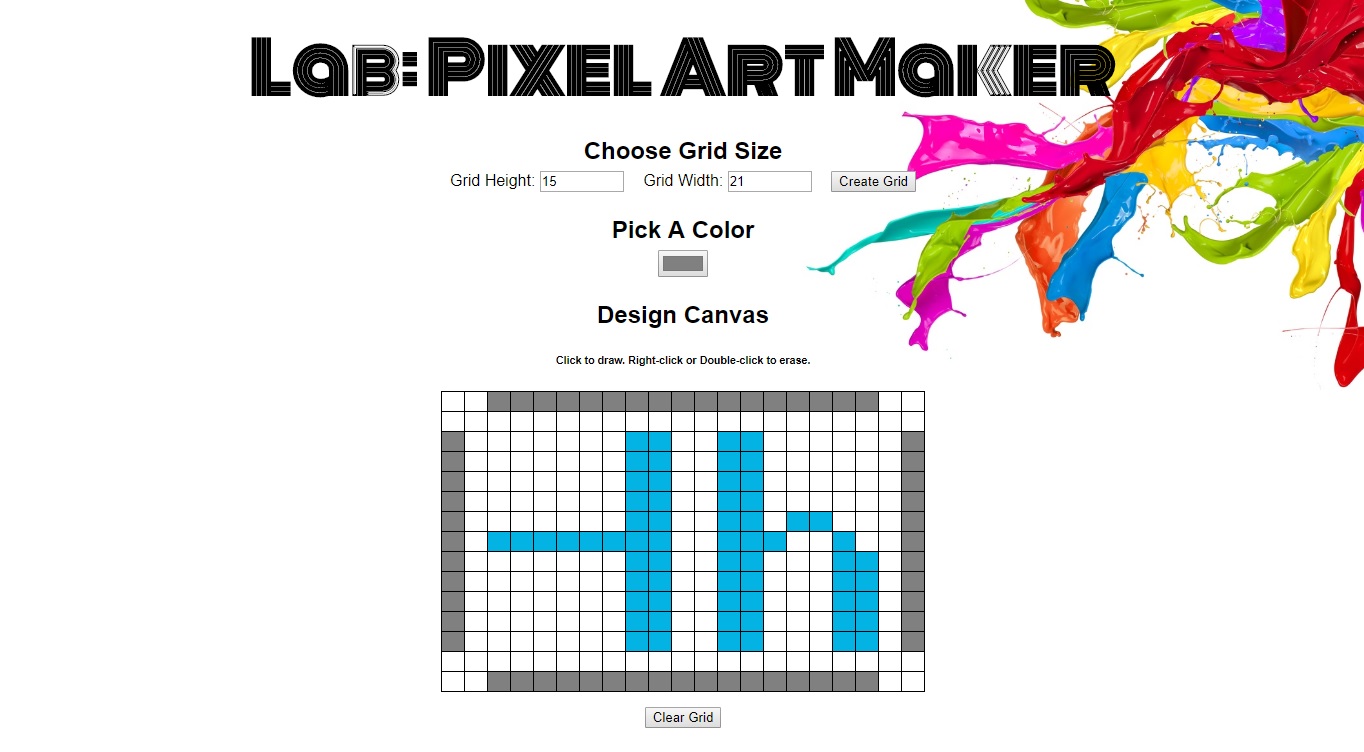 Lab: Pixel Art Maker
Choose Grid Size
Grid Height: 15 Grid Width: 21 Create Grid
Pick A Color
Design Canvas
Click to draw. Right-click or Double-click to erase.
Clear Grid